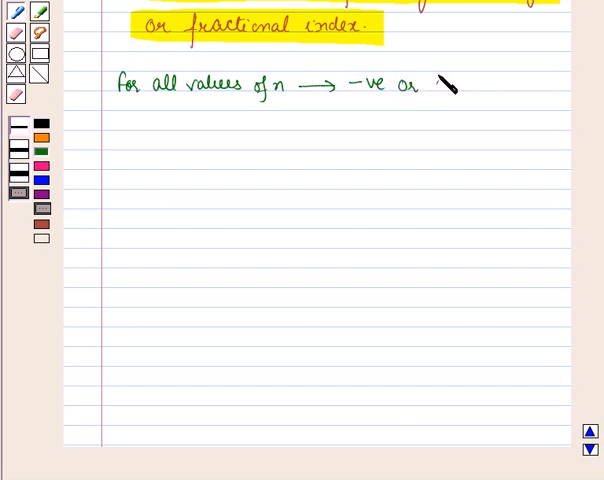 or fractional index.
for all values of n ⟶ -ve or